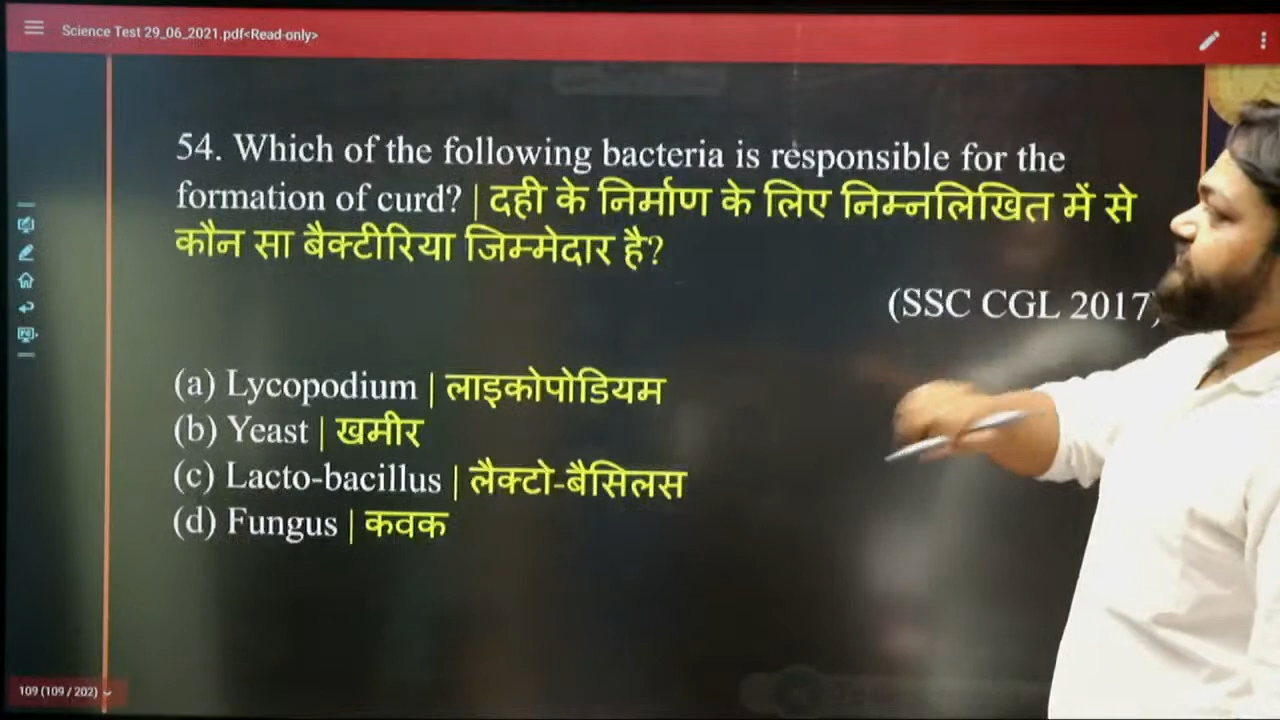 Science Test 29_06_2021.pdf<Read-only>
54. Which of the following bacteria is responsible for the
formation of curd? | दही के निर्माण के लिए निम्नलिखित में से
कौन सा बैक्टीरिया जिम्मेदार है?
(SSC CGL 2017)
(a) Lycopodium | लाइकोपोडियम
(b) Yeast | खमीर
(c) Lacto-bacillus | लैक्टो-बैसिलस
(d) Fungus | कवक
109 (109 / 202)